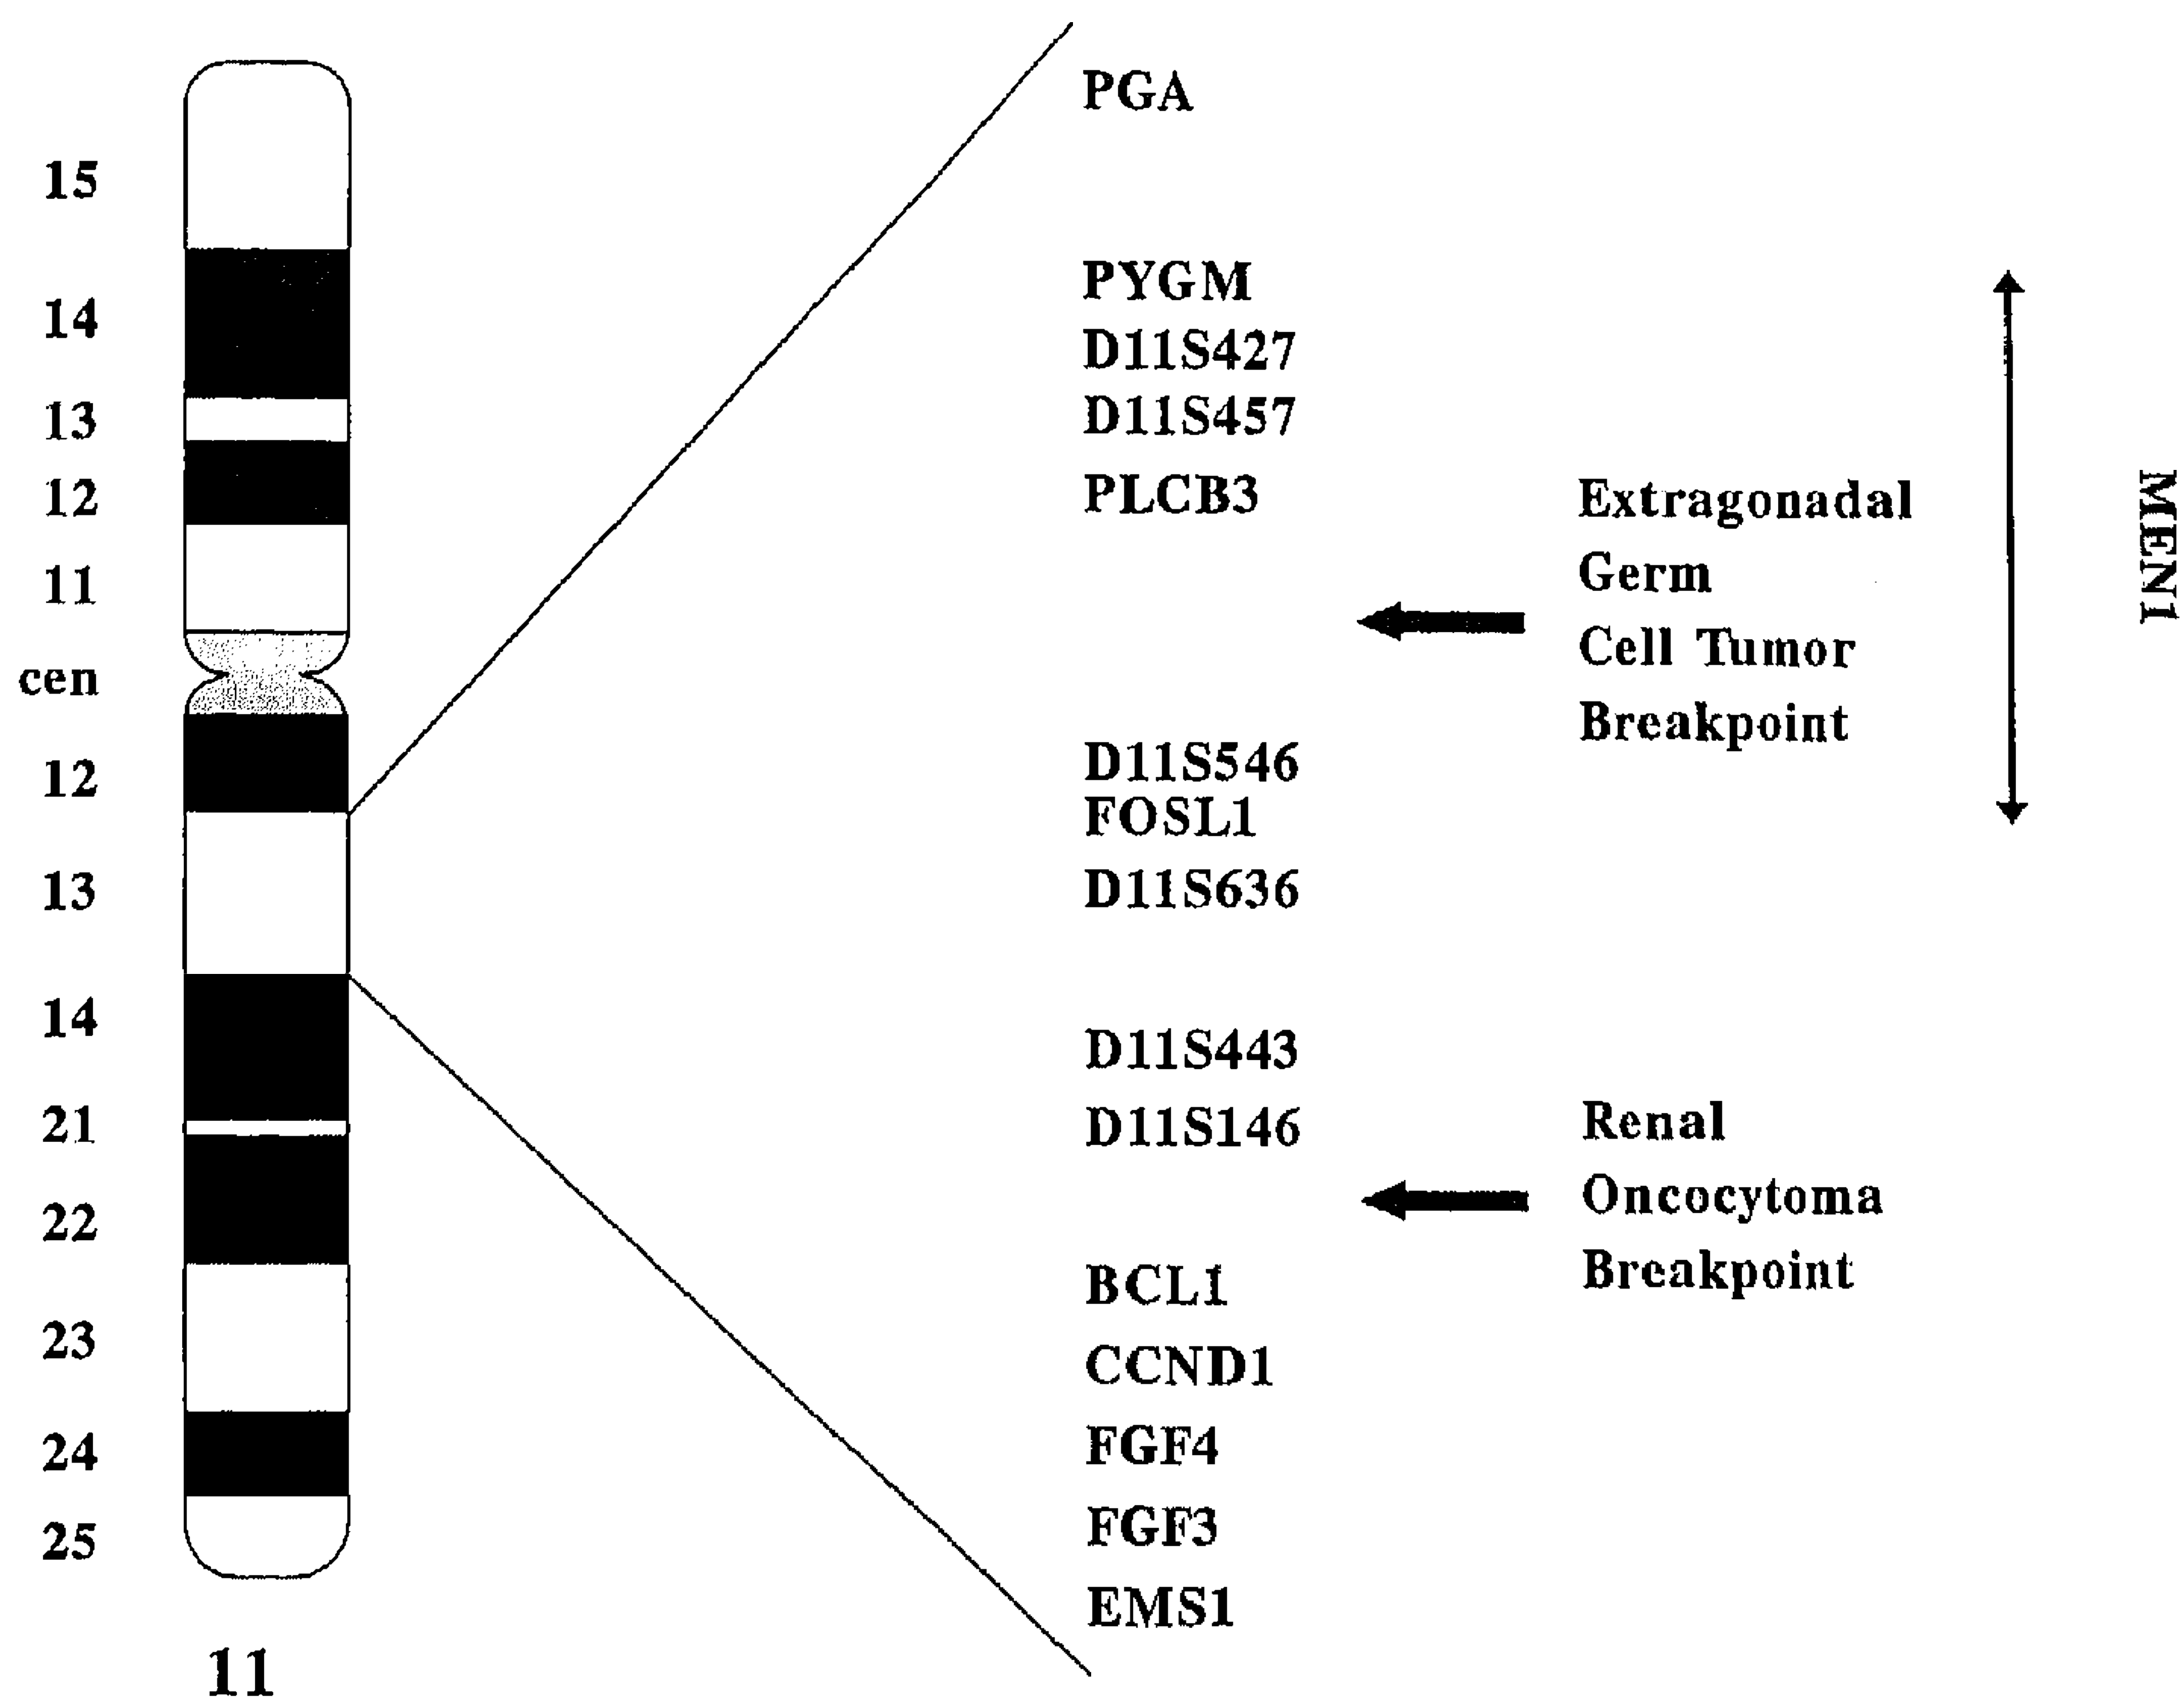 15
14
13
12
11
cen
12
13
14
21
22
23
24
25
11
PGA
PYGM
D11S427
D11S457
PLCB3
D11S546
FOSL1
D11S636
D11S443
D11S146
BCL1
CCND1
FGF4
FGF3
EMS1
Extragonadal
Germ
Cell Tumor
Breakpoint
Renal
Oncocytoma
Breakpoint
MEN1